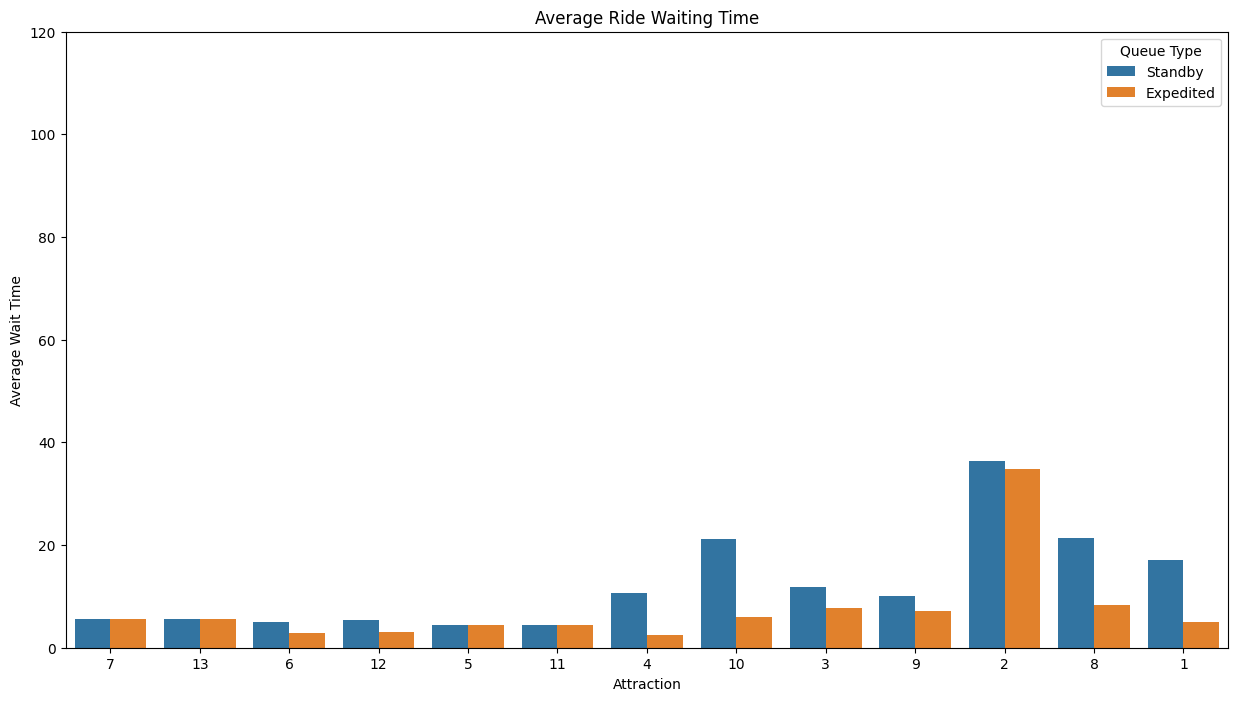 Average Ride Waiting Time
120
100
80
60
40
20
0
Average Wait Time
Queue Type
Standby
Expedited
7 13 6 12 5 11 4 10 3 9 2 8 1
Attraction